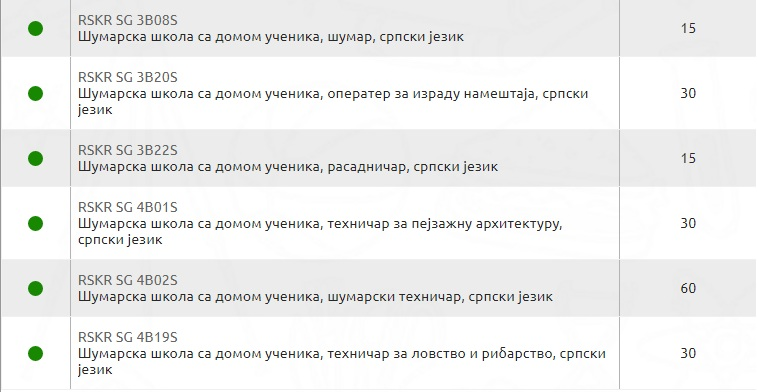 RSKR SG 3B08S
Шумарска школа са домом ученика, шумар, српски језик
15
RSKR SG 3B20S
Шумарска школа са домом ученика, оператер за израду намештаја, српски
језик
30
RSKR SG 3B22S
Шумарска школа са домом ученика, расадничар, српски језик
15
RSKR SG 4B01S
Шумарска школа са домом ученика, техничар за пејзажну архитектуру,
српски језик
30
RSKR SG 4B02S
Шумарска школа са домом ученика, шумарски техничар, српски језик
60
RSKR SG 4B19S
Шумарска школа са домом ученика, техничар за ловство и рибарство, српски
језик
30